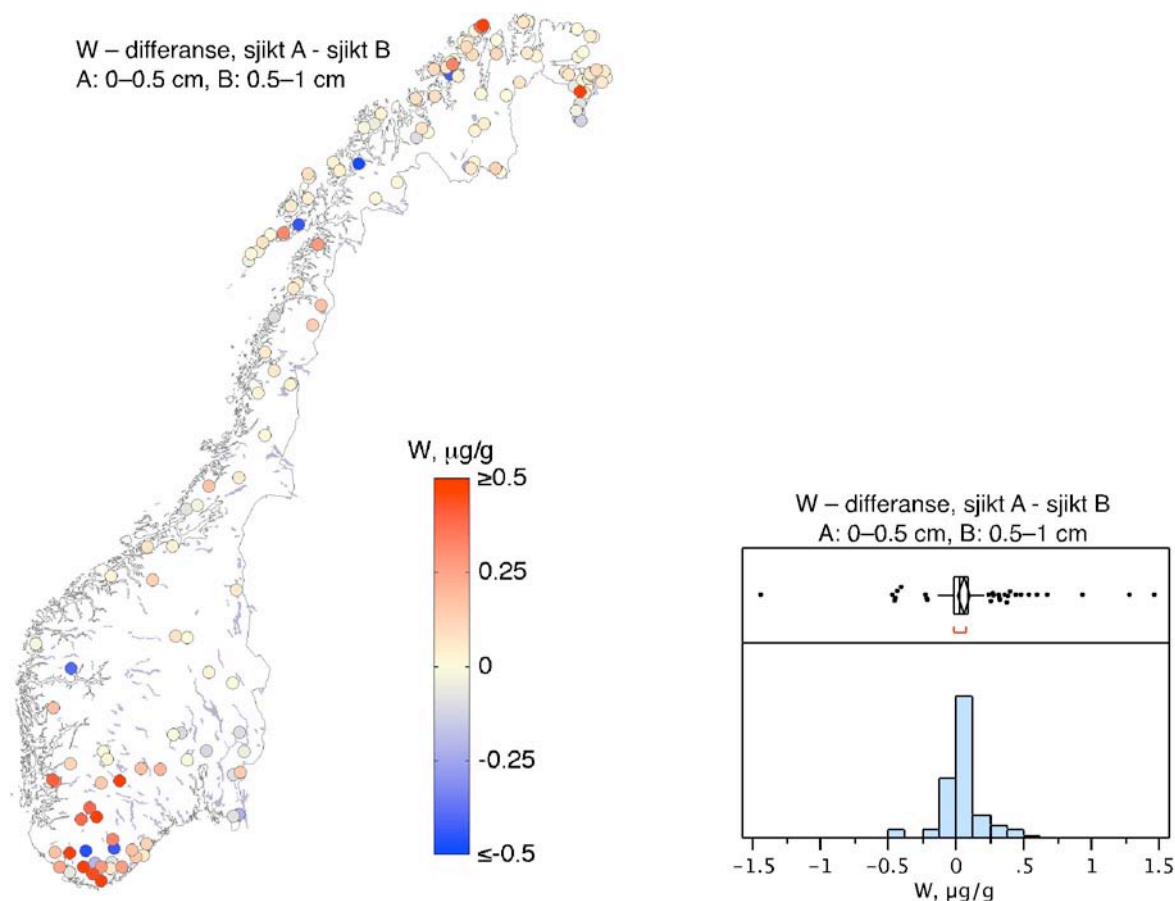 W – differanse, sjikt A - sjikt B
A: 0–0.5 cm, B: 0.5–1 cm
W, µg/g
≥0.5
0.25
0
-0.25
≤-0.5
W – differanse, sjikt A - sjikt B
A: 0–0.5 cm, B: 0.5–1 cm
-1.5 -1 -0.5 0 .5 1 1.5
W, µg/g